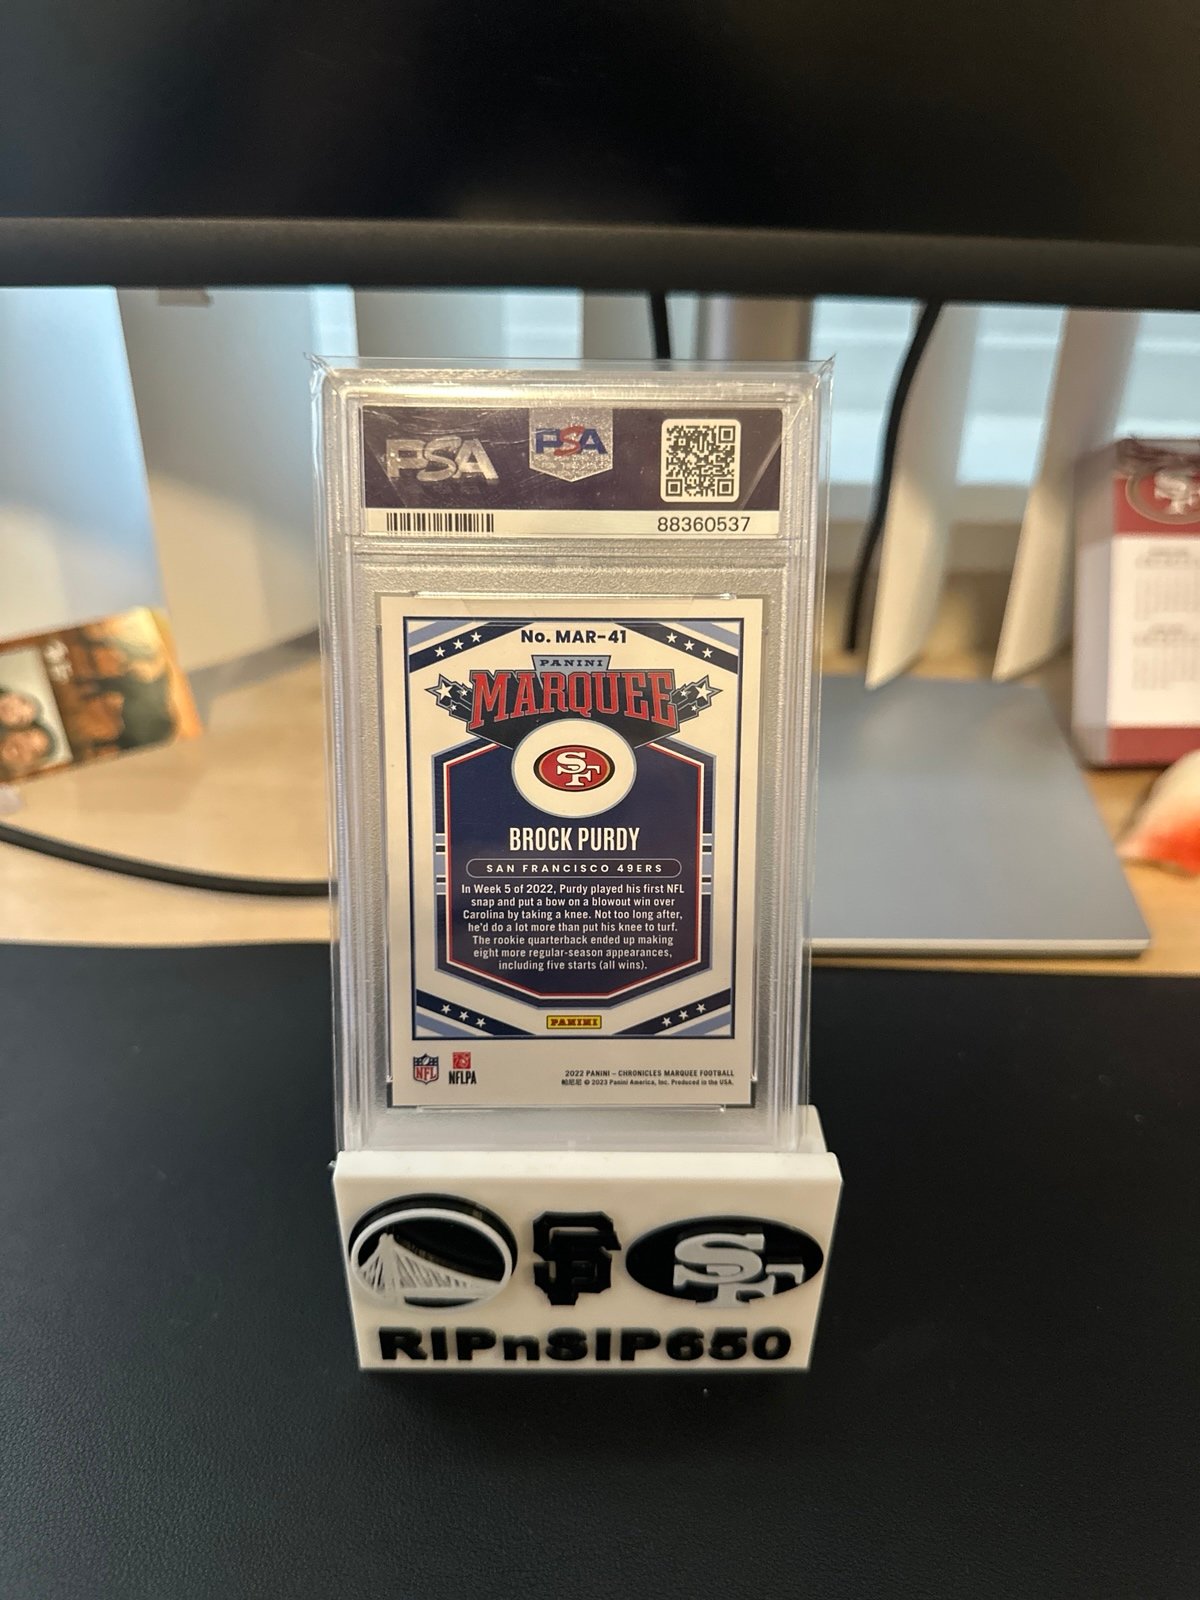 PSA
PSA
88360537
No. MAR-41
PANINI
MARQUEE
SF
BROCK PURDY
SAN FRANCISCO 49ERS
In Week 5 of 2022, Purdy played his first NFL
snap and put a bow on a blowout win over
Carolina by taking a knee. Not too long after,
he'd do a lot more than put his knee to turf.
The rookie quarterback ended up making
eight more regular-season appearances,
including five starts (all wins).
PANINI
NFL
NFLPA
2022 PANINI – CHRONICLES MARQUEE FOOTBALL
帕尼尼 © 2023 Panini America, Inc. Produced in the USA.
SF
SF
RIPnSIP650
SF